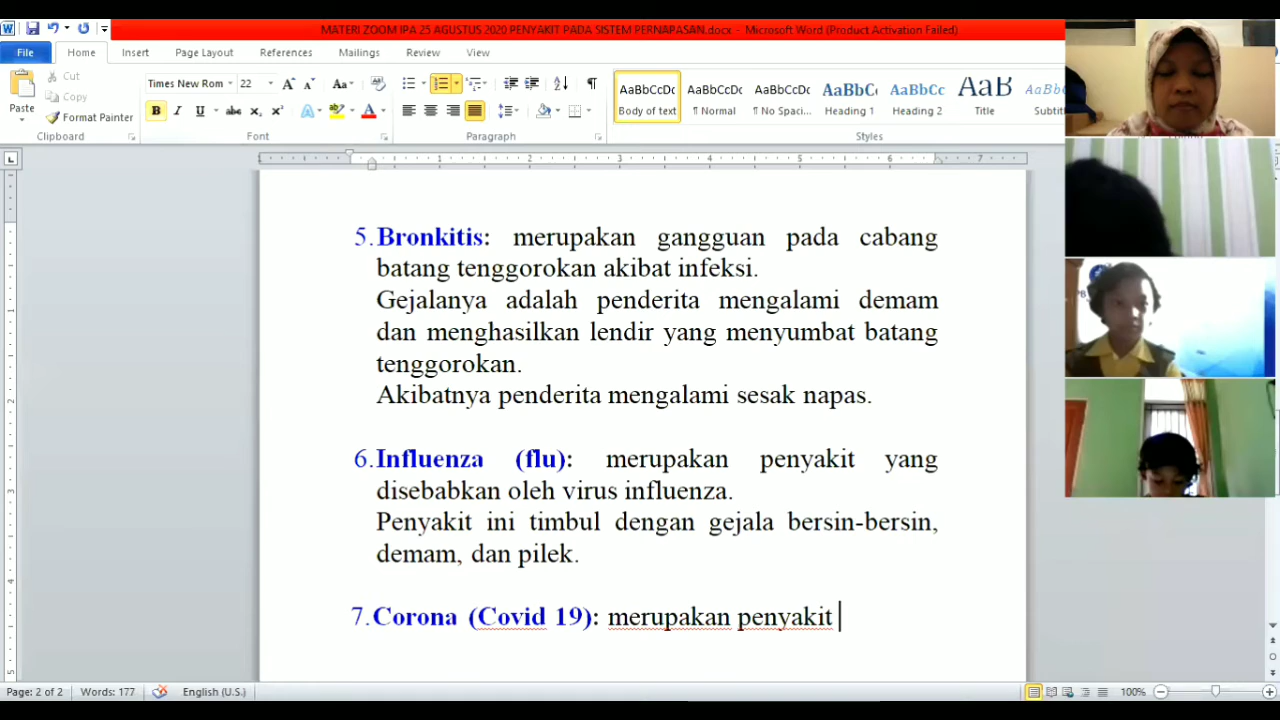 MATERI ZOOM IPA 25 AGUSTUS 2020 PENYAKIT PADA SISTEM PERNAPASAN.docx - Microsoft Word (Product Activation Failed)
File Home Insert Page Layout References Mailings Review View
Cut
Copy
Format Painter
Paste
Times New Rom 22
AaBbCcDc AaBbCcDc AaBbCcDc AaBbC AaBbCc AaB AaBbCc
Body of text ¶ Normal ¶ No Spaci... Heading 1 Heading 2 Title Subtitl
Clipboard Font Paragraph Styles
5. Bronkitis: merupakan gangguan pada cabang
batang tenggorokan akibat infeksi.
Gejalanya adalah penderita mengalami demam
dan menghasilkan lendir yang menyumbat batang
tenggorokan.
Akibatnya penderita mengalami sesak napas.
6. Influenza (flu): merupakan penyakit yang
disebabkan oleh virus influenza.
Penyakit ini timbul dengan gejala bersin-bersin,
demam, dan pilek.
7. Corona (Covid 19): merupakan penyakit
Page: 2 of 2 Words: 177 English (U.S.) 100%